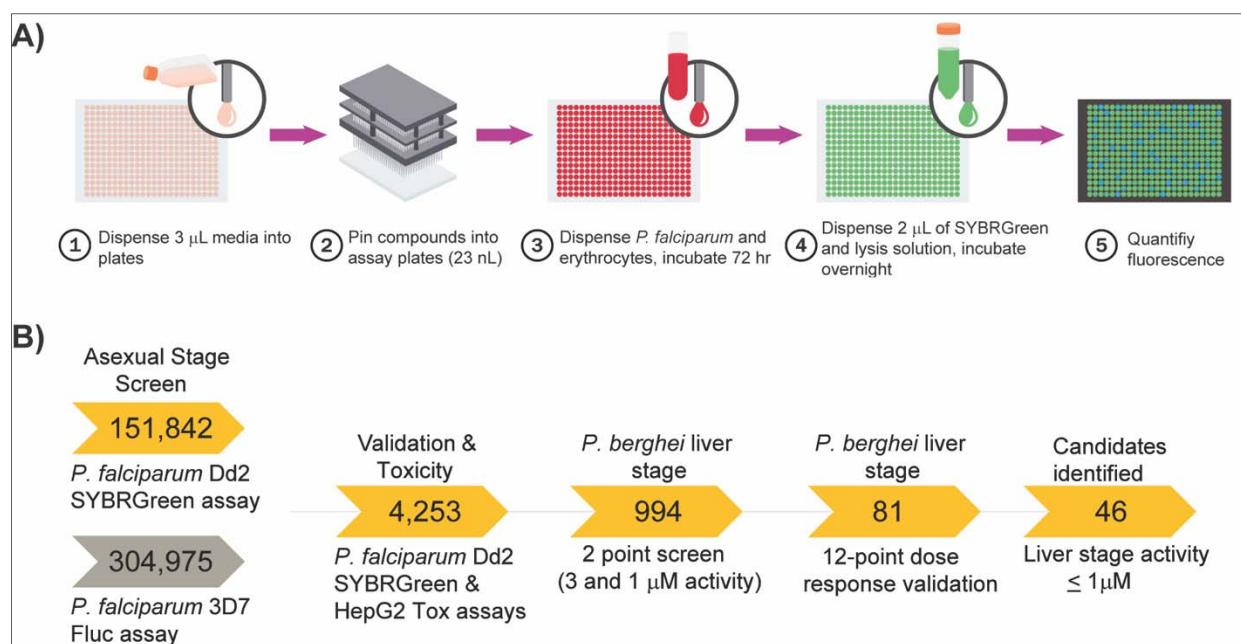 A)
1 Dispense 3 µL media into
plates
2 Pin compounds into
assay plates (23 nL)
3 Dispense P. falciparum and
erythrocytes, incubate 72 hr
4 Dispense 2 µL of SYBRGreen
and lysis solution, incubate
overnight
5 Quantifiy
fluorescence
B)
Asexual Stage
Screen
151,842
P. falciparum Dd2
SYBRGreen assay
304,975
P. falciparum 3D7
Fluc assay
Validation &
Toxicity
4,253
P. falciparum Dd2
SYBRGreen &
HepG2 Tox assays
P. berghei liver
stage
994
2 point screen
(3 and 1 µM activity)
P. berghei liver
stage
81
12-point dose
response validation
Candidates
identified
46
Liver stage activity
≤ 1µM